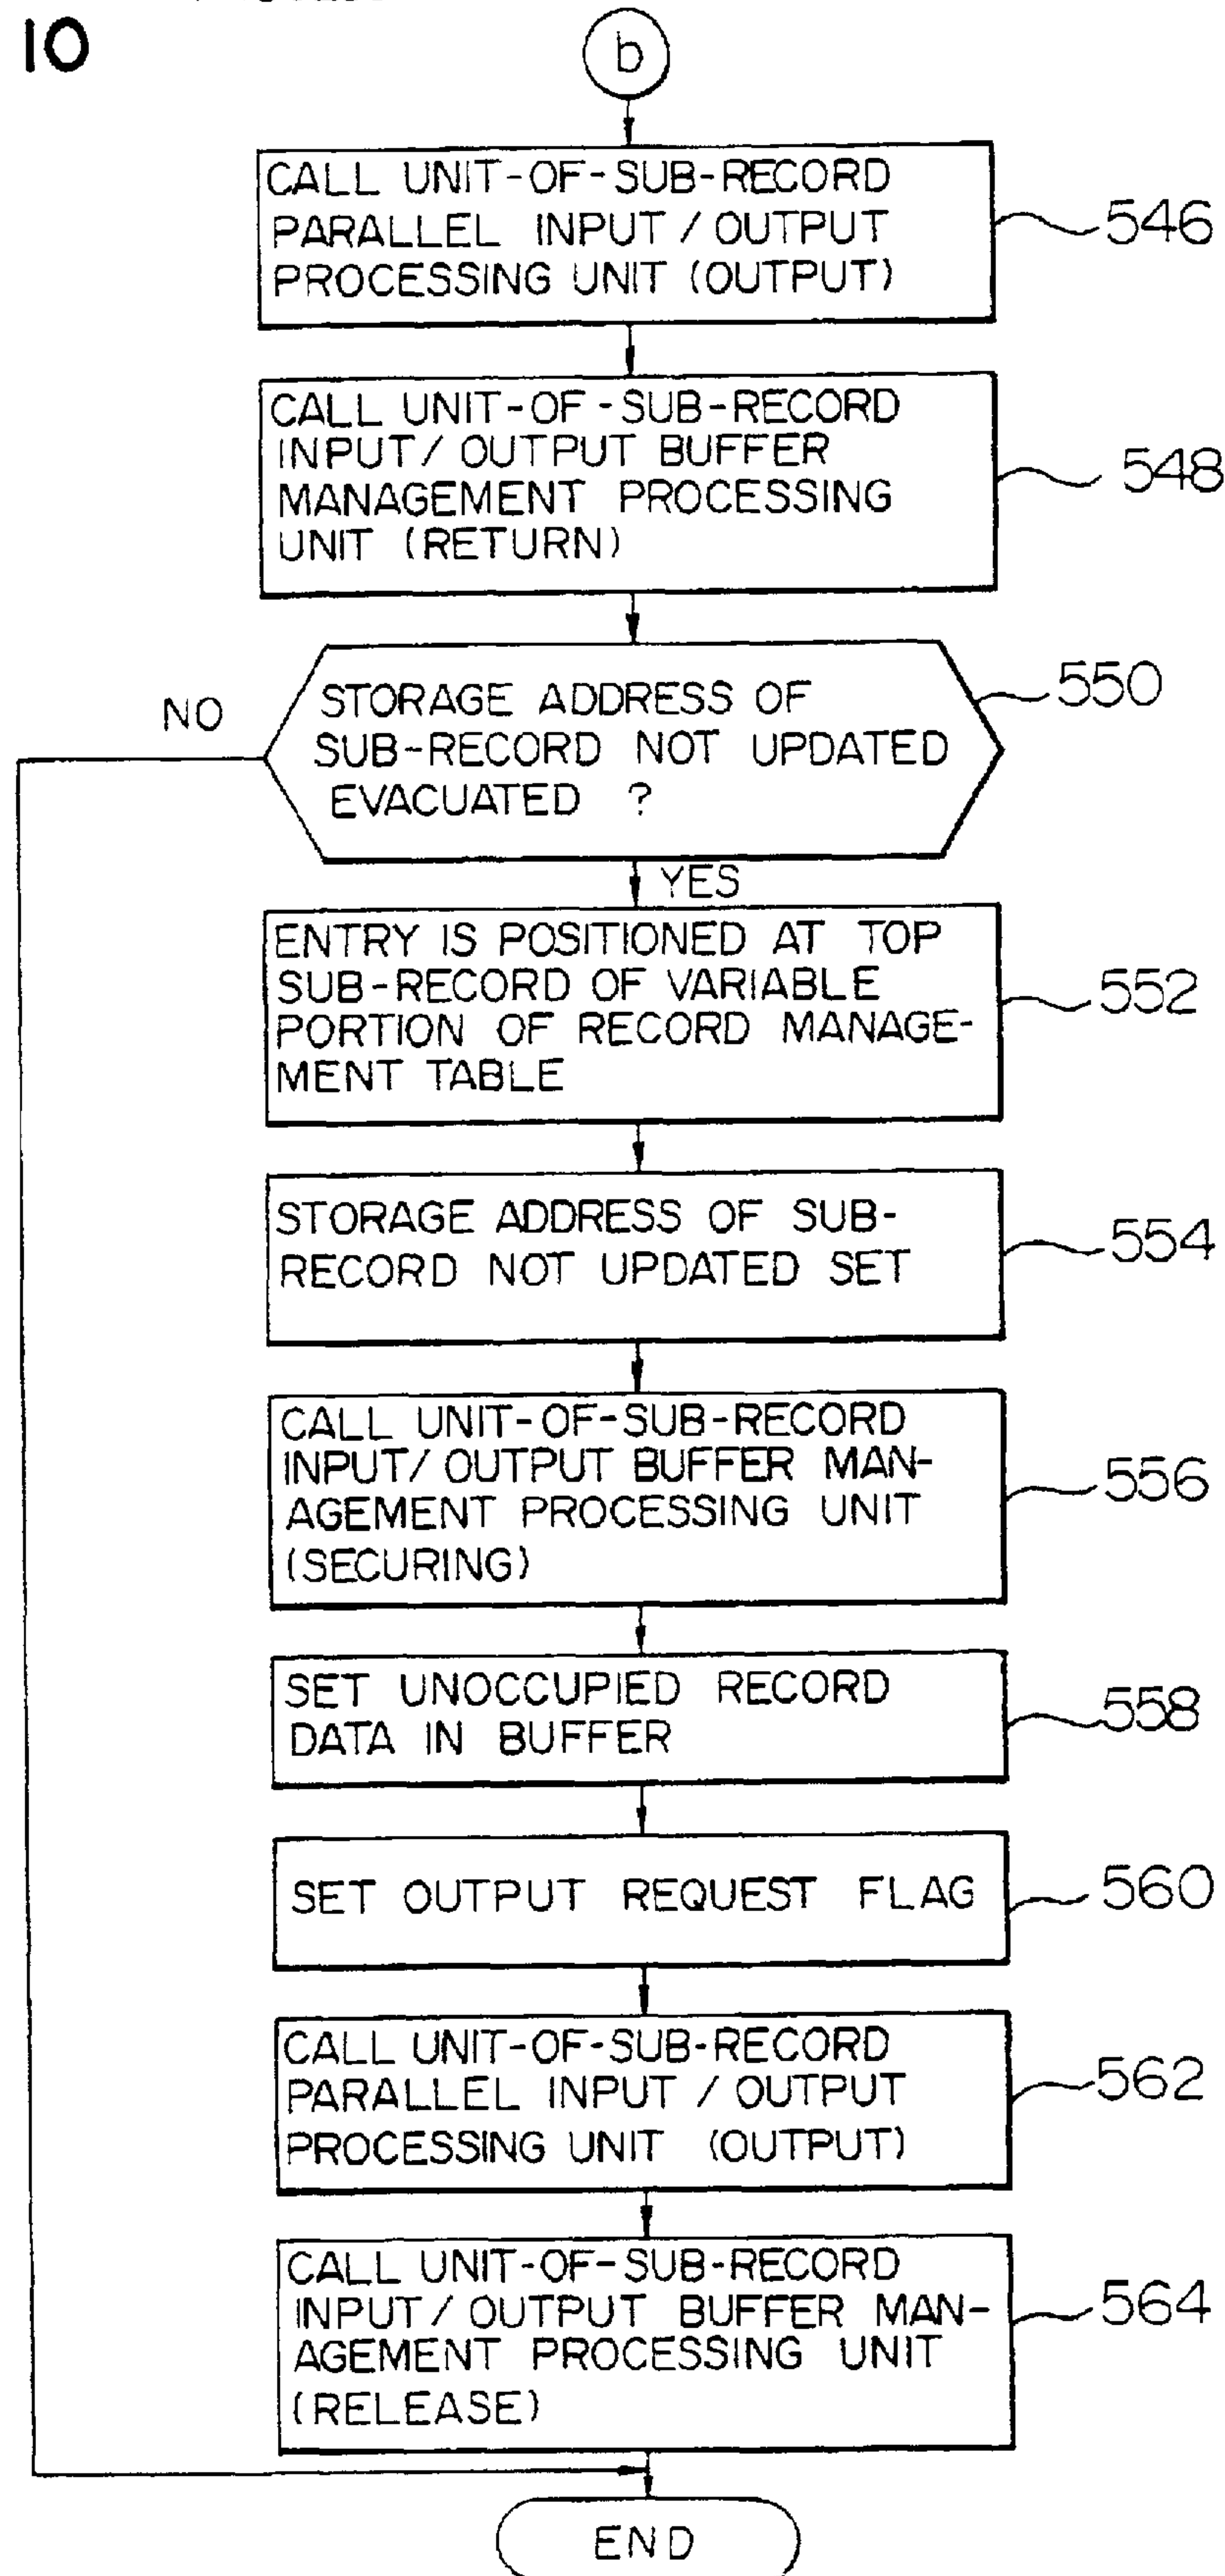 10
b
CALL UNIT-OF-SUB-RECORD
PARALLEL INPUT / OUTPUT
PROCESSING UNIT (OUTPUT)
546
CALL UNIT-OF-SUB-RECORD
INPUT/ OUTPUT BUFFER
MANAGEMENT PROCESSING
UNIT (RETURN)
548
STORAGE ADDRESS OF
SUB-RECORD NOT UPDATED
EVACUATED ?
550
NO
YES
ENTRY IS POSITIONED AT TOP
SUB-RECORD OF VARIABLE
PORTION OF RECORD MANAGE-
MENT TABLE
552
STORAGE ADDRESS OF SUB-
RECORD NOT UPDATED SET
554
CALL UNIT-OF-SUB-RECORD
INPUT/ OUTPUT BUFFER MAN-
AGEMENT PROCESSING UNIT
(SECURING)
556
SET UNOCCUPIED RECORD
DATA IN BUFFER
558
SET OUTPUT REQUEST FLAG
560
CALL UNIT-OF-SUB-RECORD
PARALLEL INPUT / OUTPUT
PROCESSING UNIT (OUTPUT)
562
CALL UNIT-OF-SUB-RECORD
INPUT / OUTPUT BUFFER MAN-
AGEMENT PROCESSING UNIT
(RELEASE)
564
END